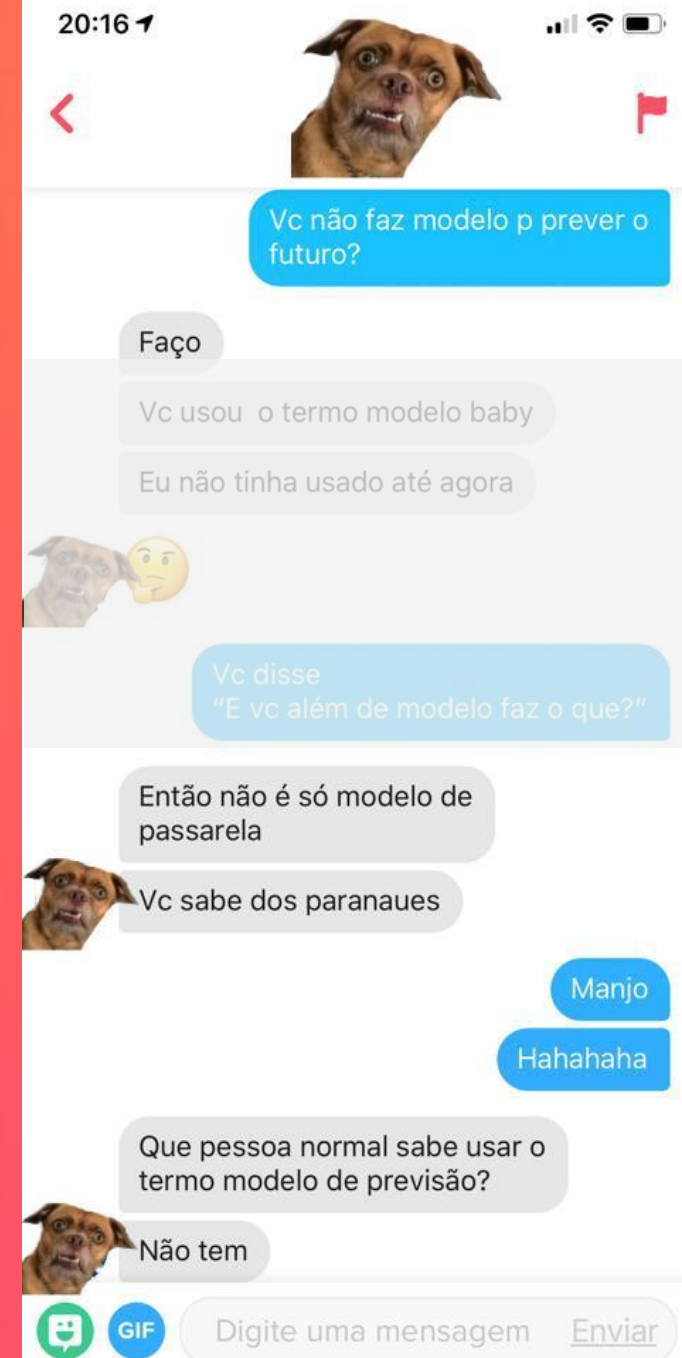 20:16
Vc não faz modelo p prever o
futuro?
Faço
Vc usou o termo modelo baby
Eu não tinha usado até agora
Vc disse
“E vc além de modelo faz o que?”
Então não é só modelo de
passarela
Vc sabe dos paranaues
Manjo
Hahahaha
Que pessoa normal sabe usar o
termo modelo de previsão?
Não tem
GIF
Digite uma mensagem
Enviar